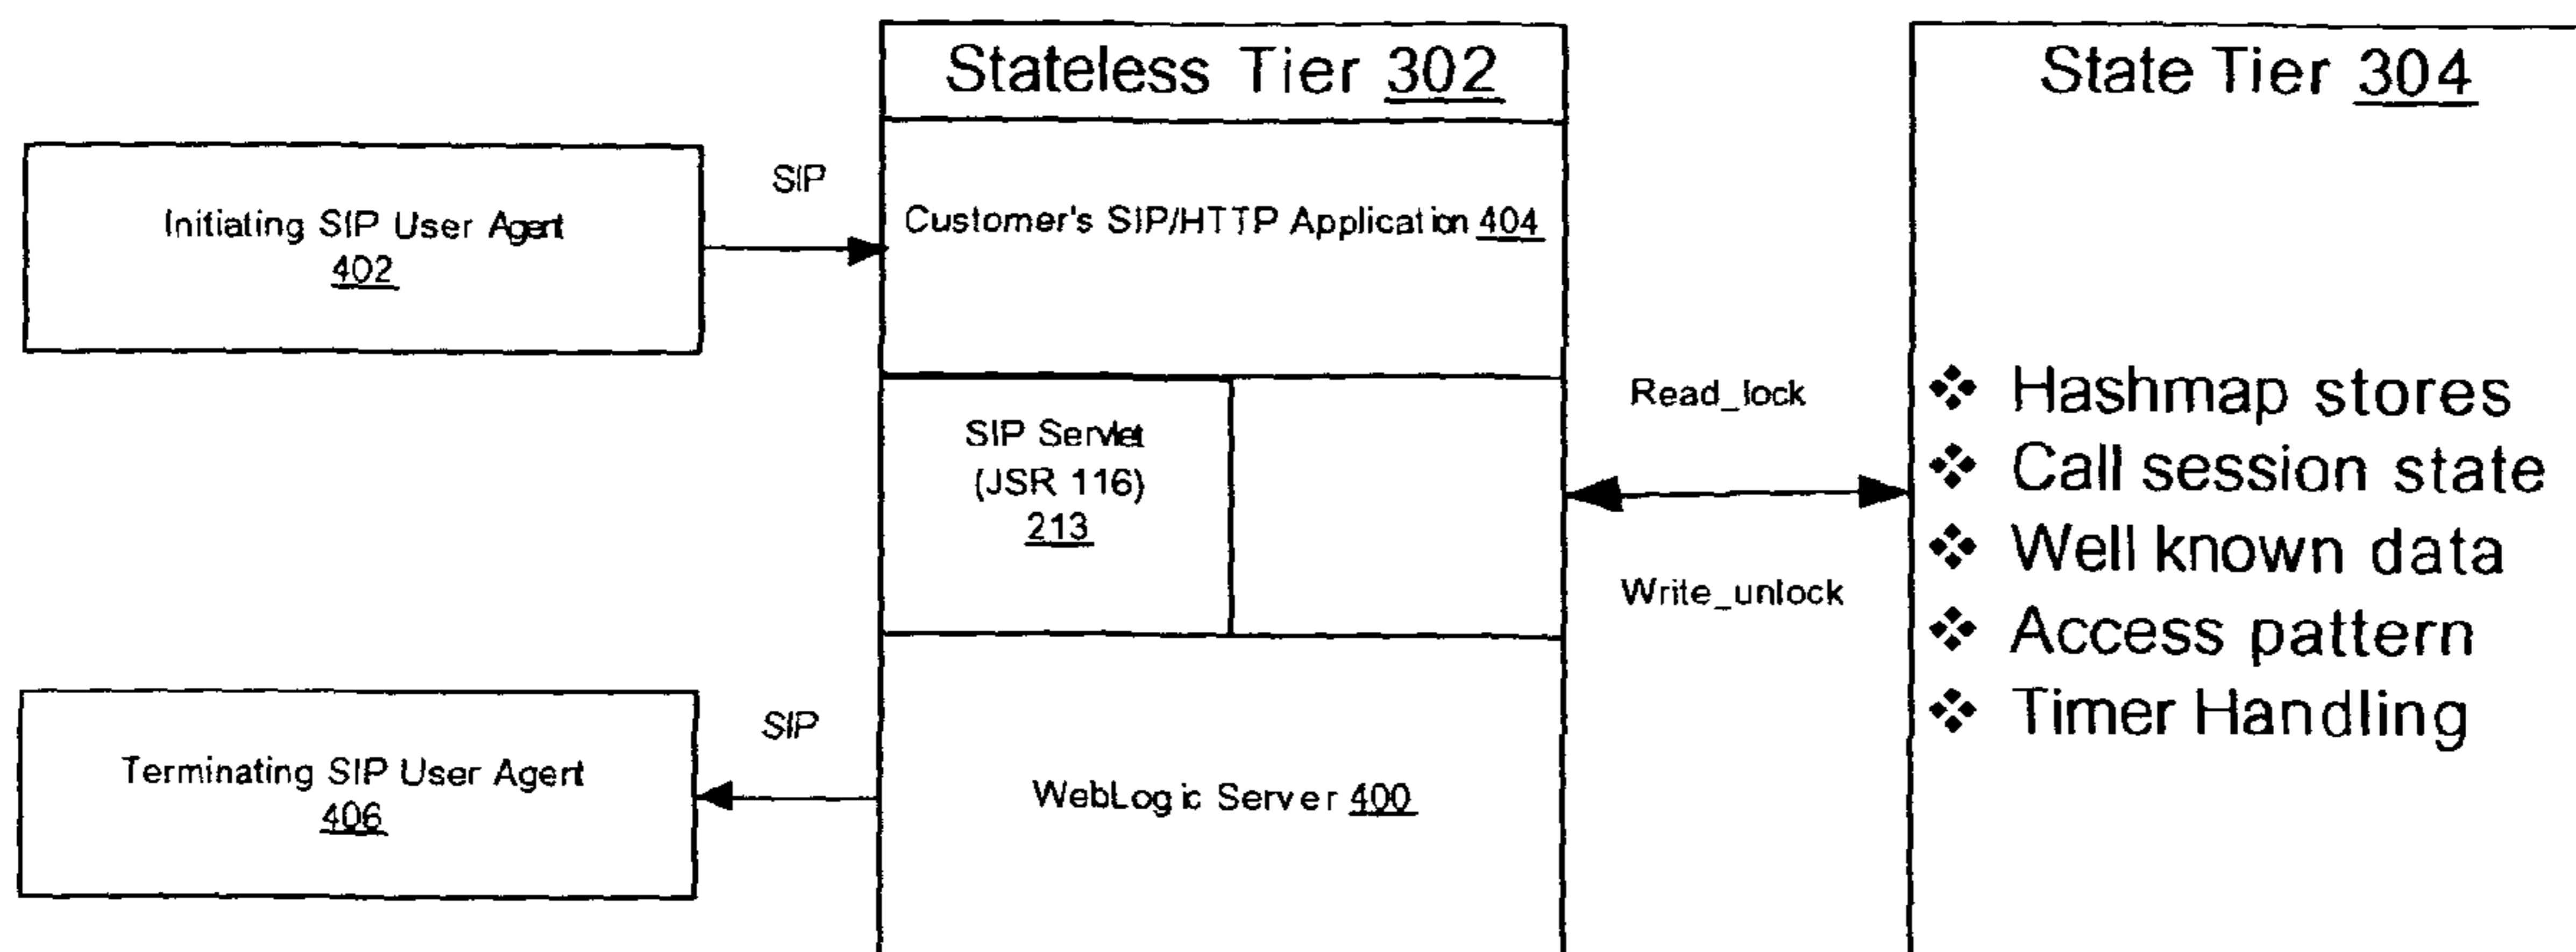 Stateless Tier 302
State Tier 304
Initiating SIP User Agent
402
SIP
Customer's SIP/HTTP Application 404
SIP Servlet
(JSR 116)
213
Read_lock
Write_unlock
❖ Hashmap stores
❖ Call session state
❖ Well known data
❖ Access pattern
❖ Timer Handling
Terminating SIP User Agent
406
SIP
WebLogic Server 400